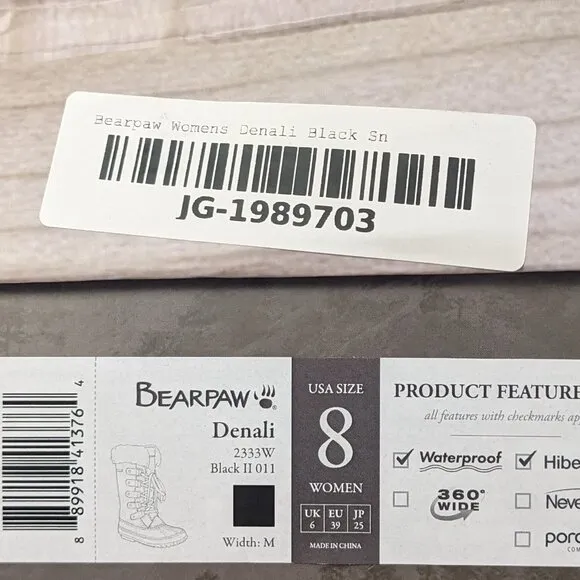 Bearpaw Womens Denali Black Sn
JG-1989703
8 89918 41376 4
BEARPAW
Denali
2333W
Black II 011
Width: M
USA SIZE
8
WOMEN
UK EU JP
6 39 25
MADE IN CHINA
PRODUCT FEATURE
all features with checkmarks ap
Waterproof
Hibe
360° WIDE
Neve
poro
COM